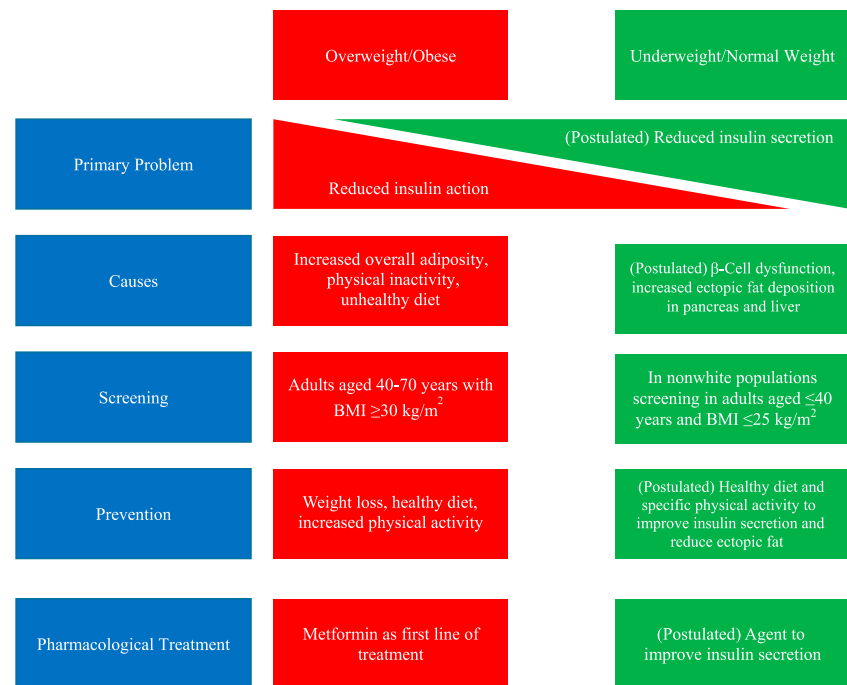 Overweight/Obese
Underweight/Normal Weight
Primary Problem
(Postulated) Reduced insulin secretion
Reduced insulin action
Causes
Increased overall adiposity,
physical inactivity,
unhealthy diet
(Postulated) β-Cell dysfunction,
increased ectopic fat deposition
in pancreas and liver
Screening
Adults aged 40-70 years with
BMI ≥30 kg/m²
In nonwhite populations
screening in adults aged ≤40
years and BMI ≤25 kg/m²
Prevention
Weight loss, healthy diet,
increased physical activity
(Postulated) Healthy diet and
specific physical activity to
improve insulin secretion and
reduce ectopic fat
Pharmacological Treatment
Metformin as first line of
treatment
(Postulated) Agent to
improve insulin secretion